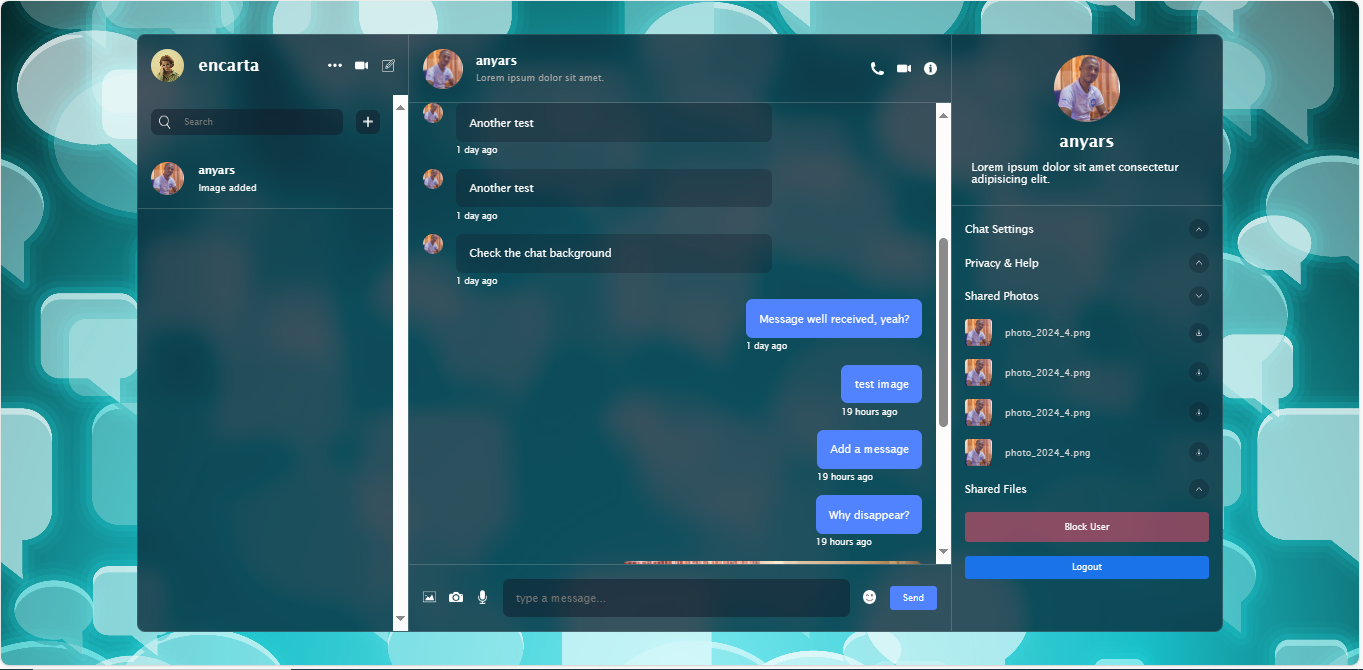 encarta
Search
anyars
Image added
anyars
Lorem ipsum dolor sit amet.
Another test
1 day ago
Another test
1 day ago
Check the chat background
1 day ago
Message well received, yeah?
1 day ago
test image
19 hours ago
Add a message
19 hours ago
Why disappear?
19 hours ago
type a message...
Send
anyars
Lorem ipsum dolor sit amet consectetur
adipisicing elit.
Chat Settings
Privacy & Help
Shared Photos
photo_2024_4.png
photo_2024_4.png
photo_2024_4.png
photo_2024_4.png
Shared Files
Block User
Logout